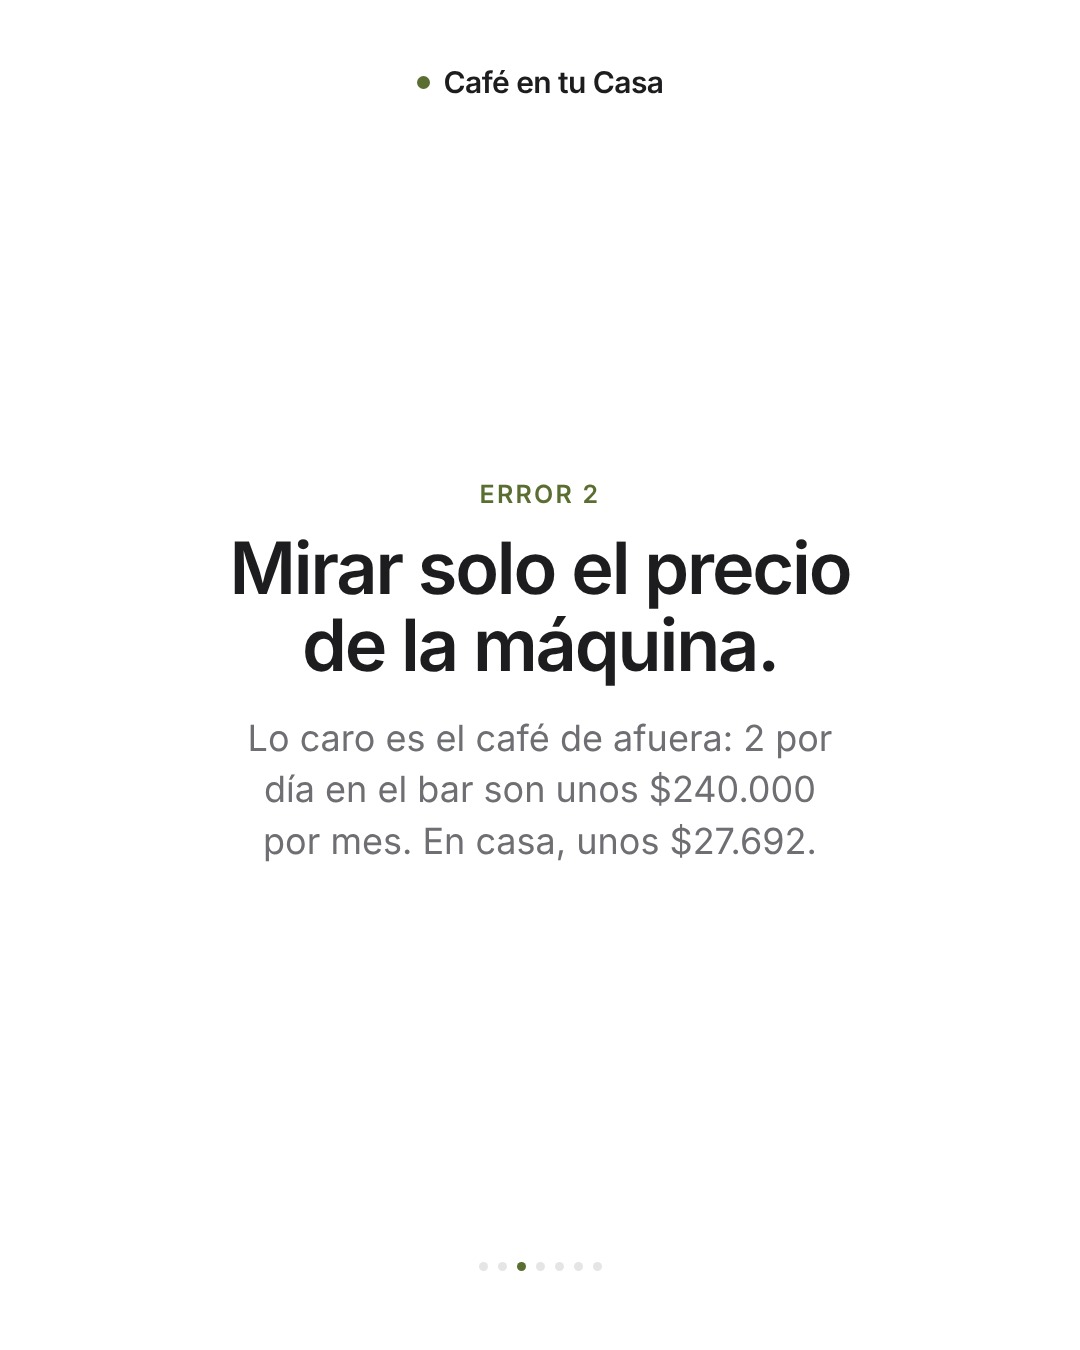 Café en tu Casa
ERROR 2
Mirar solo el precio
de la máquina.
Lo caro es el café de afuera: 2 por
día en el bar son unos $240.000
por mes. En casa, unos $27.692.